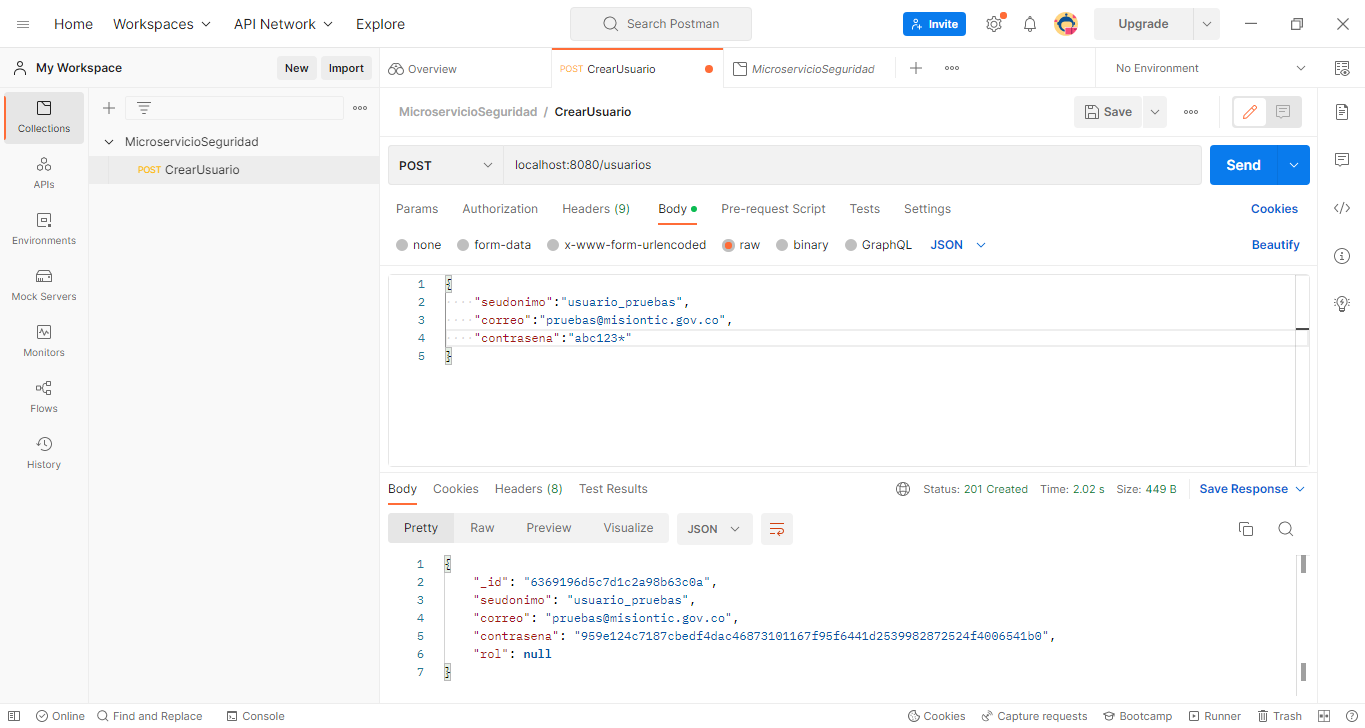 Home Workspaces API Network Explore Search Postman Invite Upgrade
My Workspace New Import Overview POST CrearUsuario MicroservicioSeguridad No Environment
Collections
APIs
Environments
Mock Servers
Monitors
Flows
History
MicroservicioSeguridad
POST CrearUsuario
MicroservicioSeguridad / CrearUsuario Save
POST localhost:8080/usuarios Send
Params Authorization Headers (9) Body Pre-request Script Tests Settings Cookies
none form-data x-www-form-urlencoded raw binary GraphQL JSON Beautify
1 {
2 "seudonimo":"usuario_pruebas",
3 "correo":"pruebas@misiontic.gov.co",
4 "contrasena":"abc123*"
5 }
Body Cookies Headers (8) Test Results Status: 201 Created Time: 2.02 s Size: 449 B Save Response
Pretty Raw Preview Visualize JSON
1 {
2 "_id": "6369196d5c7d1c2a98b63c0a",
3 "seudonimo": "usuario_pruebas",
4 "correo": "pruebas@misiontic.gov.co",
5 "contrasena": "959e124c7187cbedf4dac46873101167f95f6441d2539982872524f4006541b0",
6 "rol": null
7 }
Online Find and Replace Console Cookies Capture requests Bootcamp Runner Trash